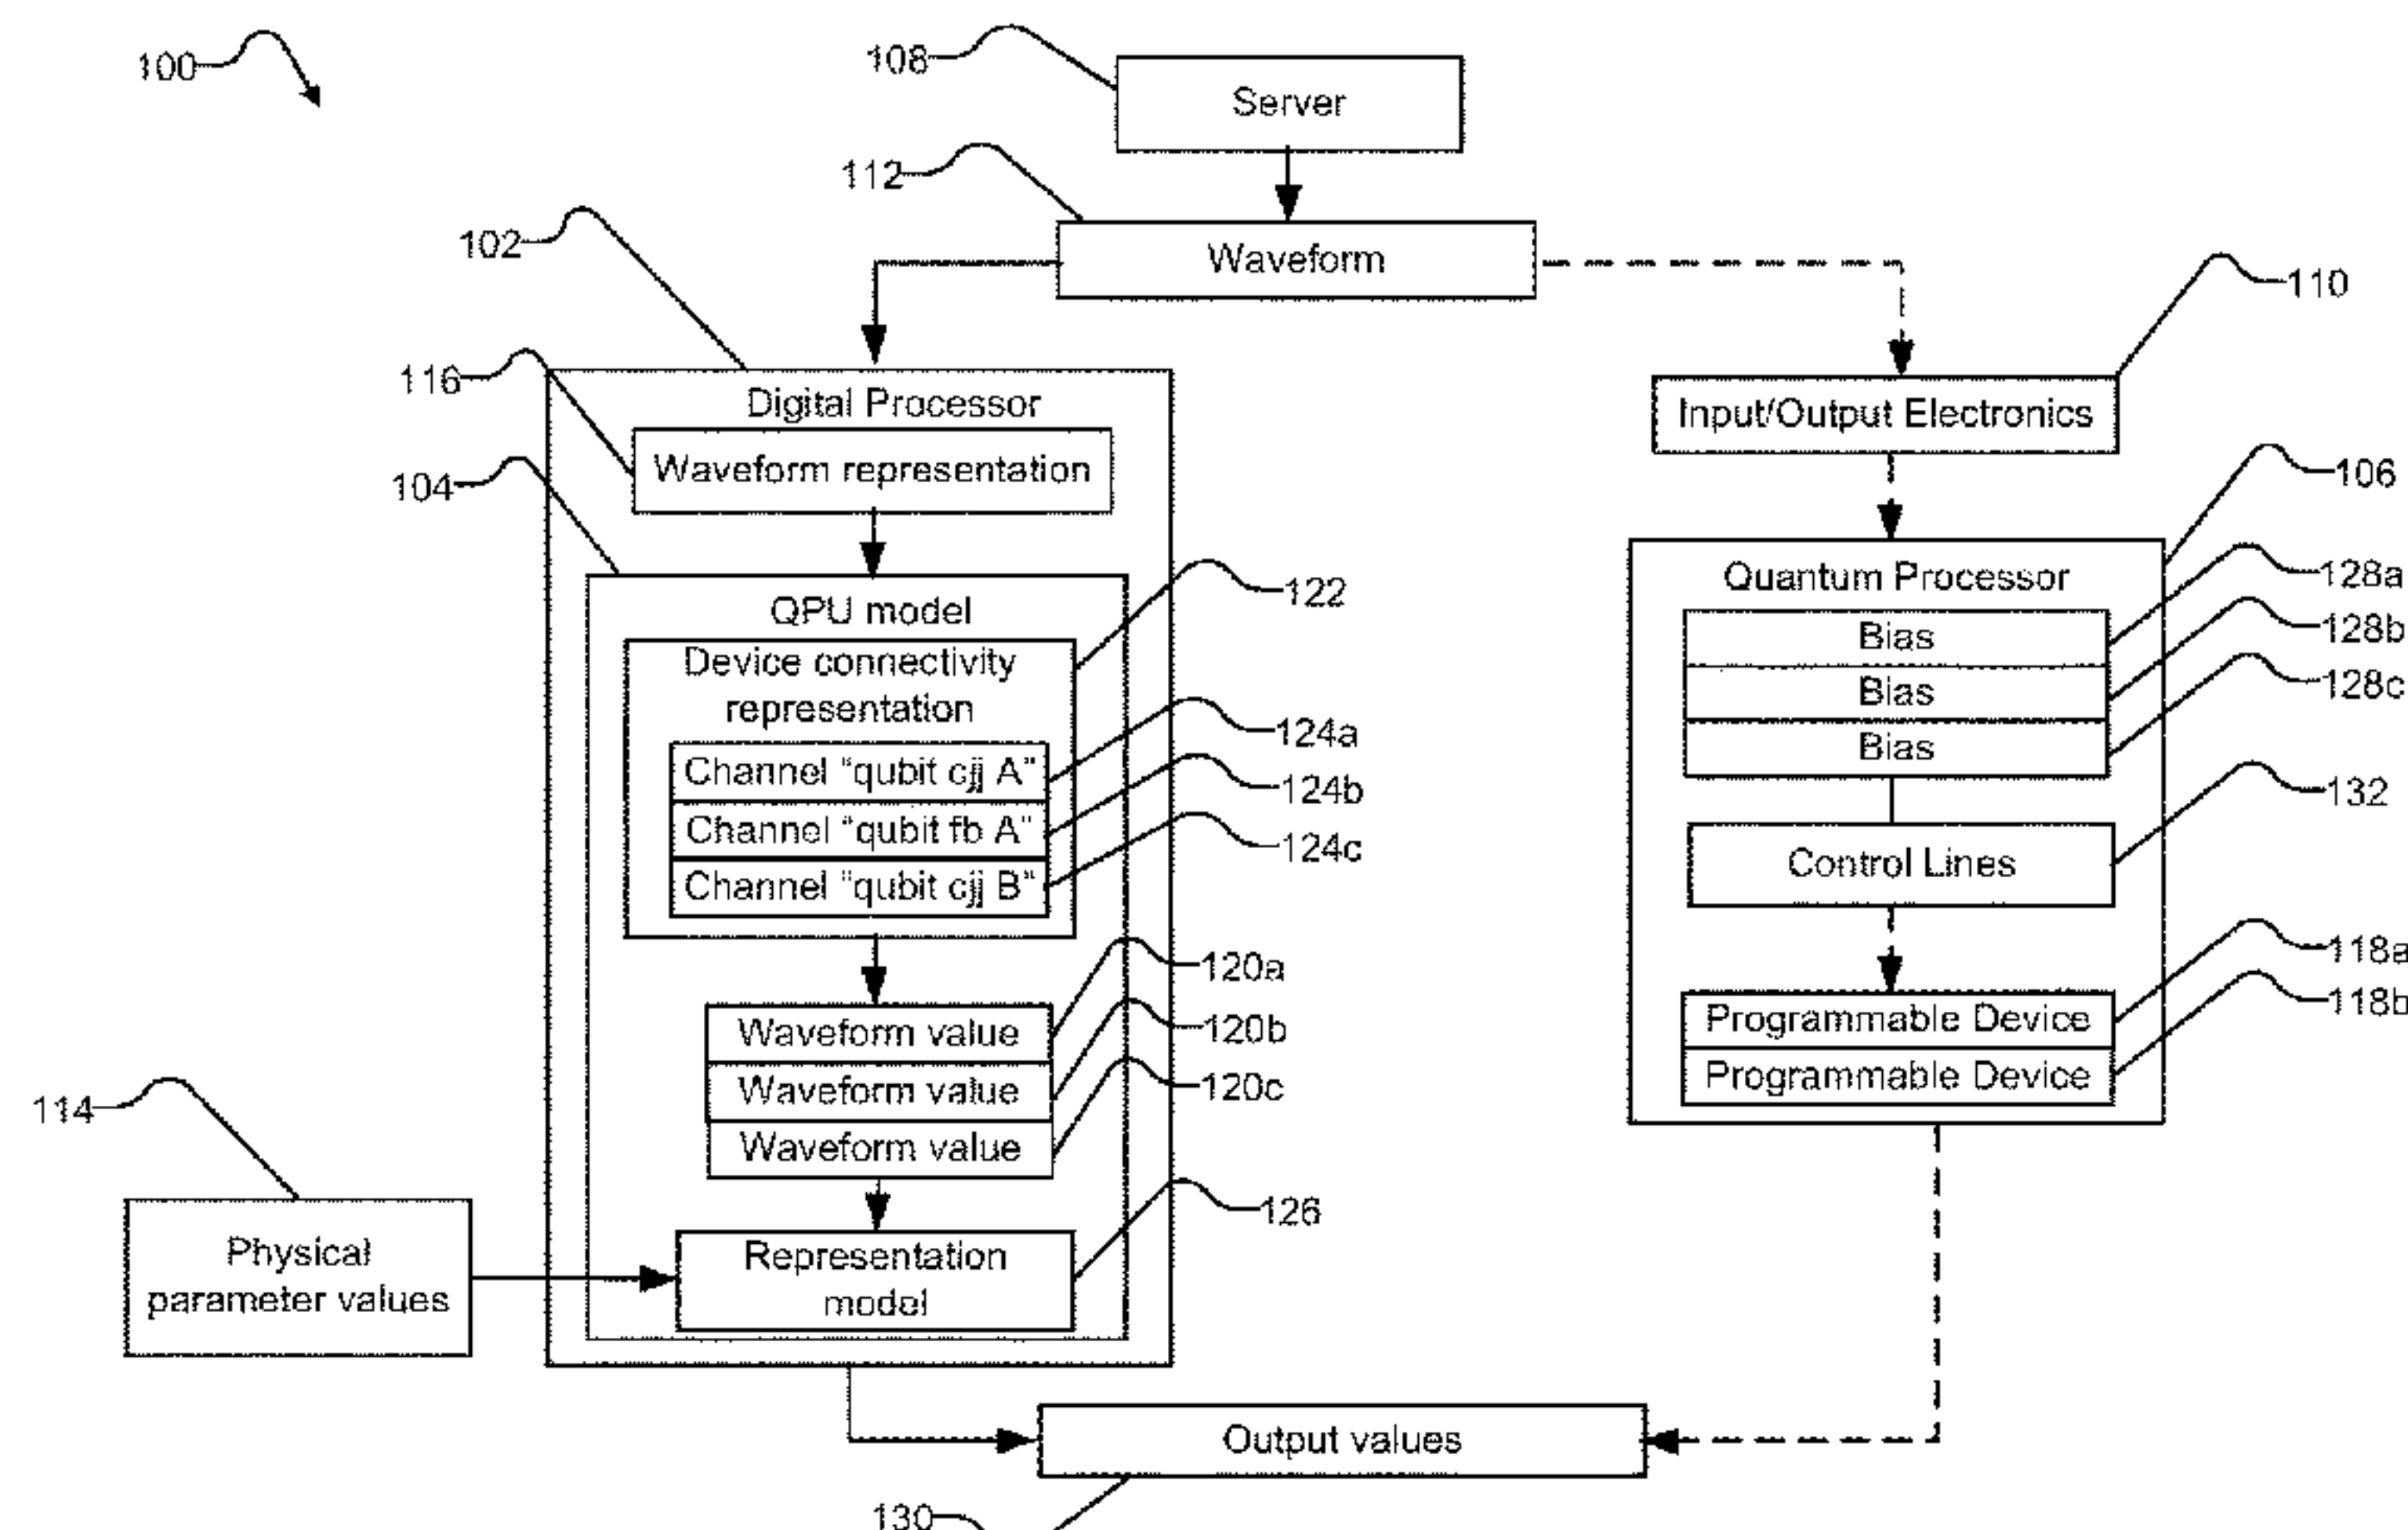 100
108
Server
112
Waveform
102
110
116
Digital Processor
Input/Output Electronics
Waveform representation
104
106
QPU model
122
Quantum Processor
128a
Bias
128b
Bias
128c
Bias
Device connectivity
representation
124a
Channel "qubit cjj A"
124b
Channel "qubit fb A"
124c
Channel "qubit cjj B"
132
Control Lines
120a
Waveform value
120b
Waveform value
120c
Waveform value
118a
Programmable Device
118b
Programmable Device
114
Physical
parameter values
126
Representation
model
Output values
130